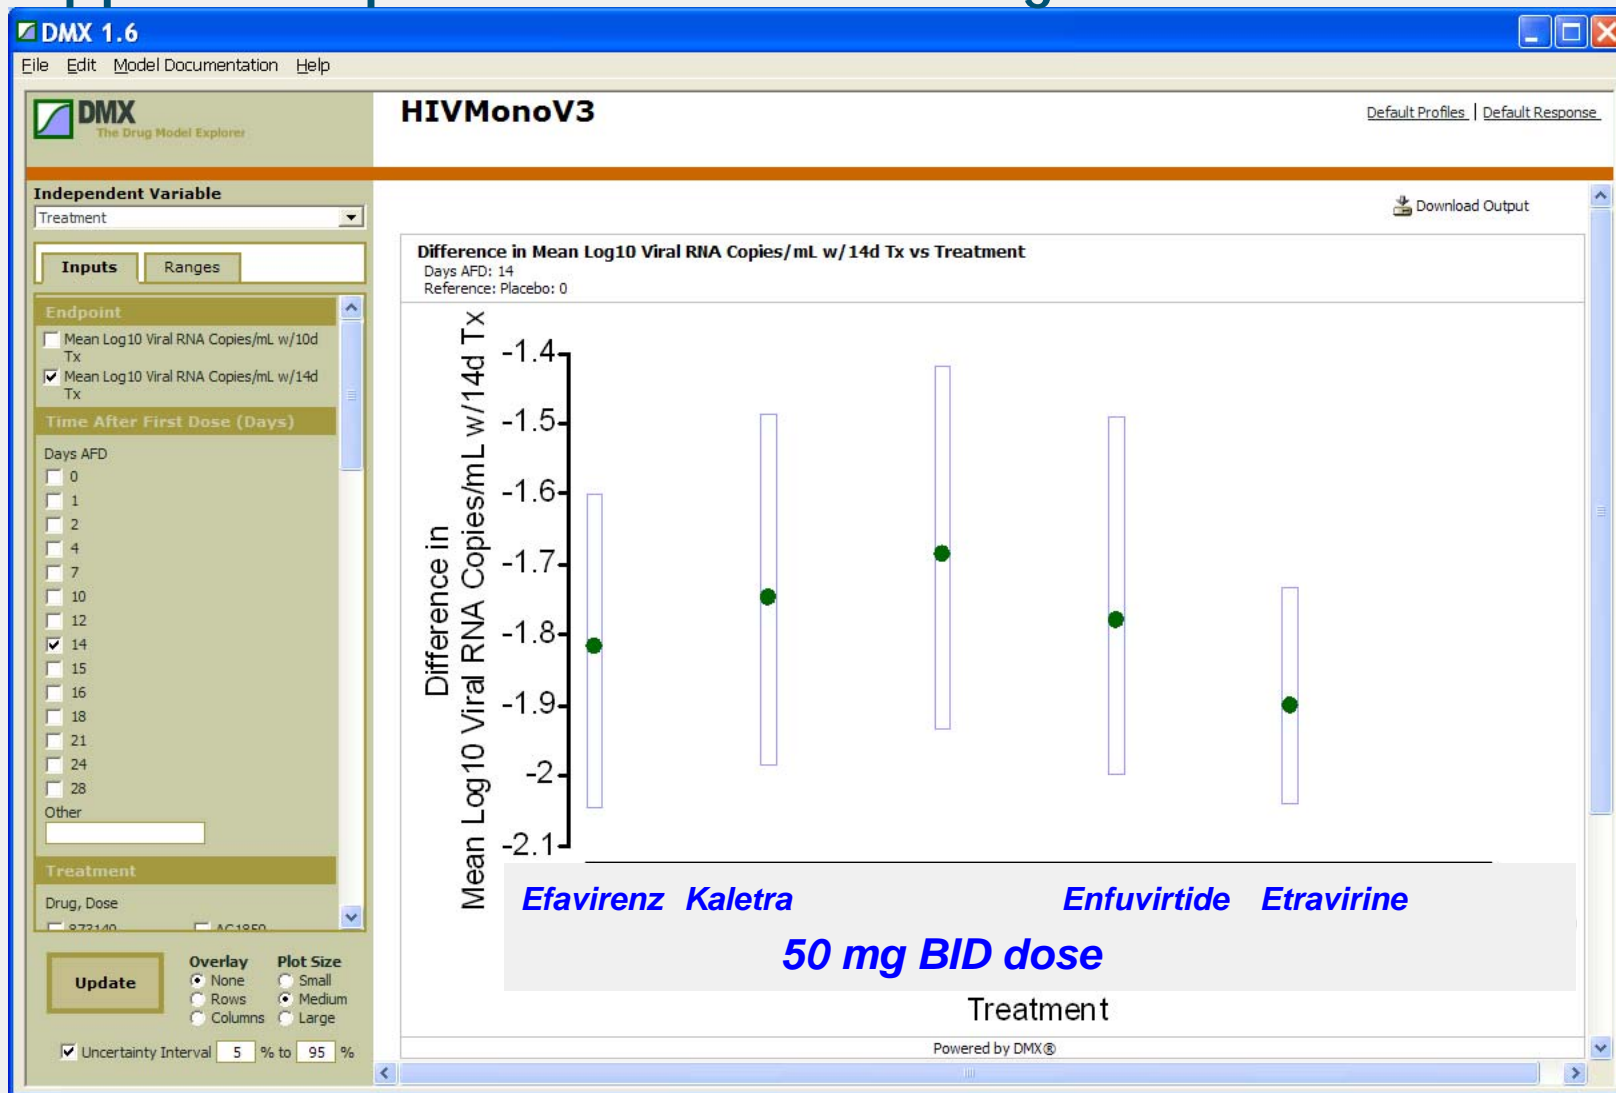 DMX 1.6
File Edit Model Documentation Help
DMX
The Drug Model Explorer
HIVMonoV3
Default Profiles | Default Response
Independent Variable
Treatment
Inputs Ranges
Endpoint
Mean Log10 Viral RNA Copies/mL w/10d
Tx
Mean Log10 Viral RNA Copies/mL w/14d
Tx
Time After First Dose (Days)
Days AFD
0
1
2
4
7
10
12
14
15
16
18
21
24
28
Other
Treatment
Drug, Dose
Update
Overlay Plot Size
None Small
Rows Medium
Columns Large
Uncertainty Interval 5 % to 95 %
Download Output
Difference in Mean Log10 Viral RNA Copies/mL w/14d Tx vs Treatment
Days AFD: 14
Reference: Placebo: 0
Difference in
Mean Log10 Viral RNA Copies/mL w/14d Tx
-1.4
-1.5
-1.6
-1.7
-1.8
-1.9
-2
-2.1
Efavirenz Kaletra Enfuvirtide Etravirine
50 mg BID dose
Treatment
Powered by DMX®